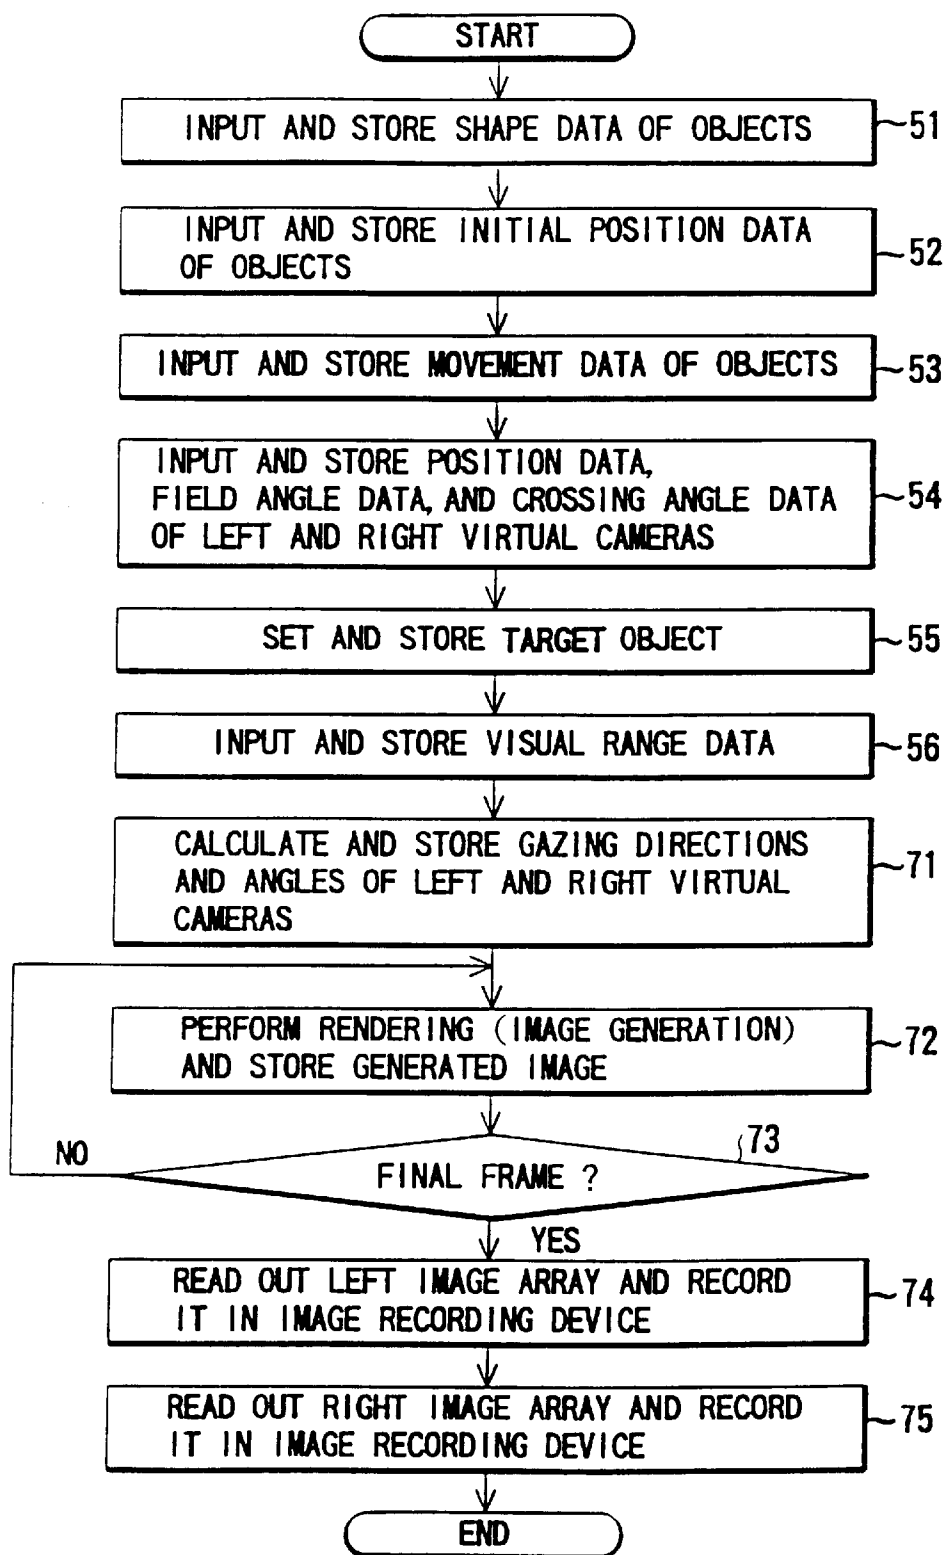 START
INPUT AND STORE SHAPE DATA OF OBJECTS
51
INPUT AND STORE INITIAL POSITION DATA
OF OBJECTS
52
INPUT AND STORE MOVEMENT DATA OF OBJECTS
53
INPUT AND STORE POSITION DATA,
FIELD ANGLE DATA, AND CROSSING ANGLE DATA
OF LEFT AND RIGHT VIRTUAL CAMERAS
54
SET AND STORE TARGET OBJECT
55
INPUT AND STORE VISUAL RANGE DATA
56
CALCULATE AND STORE GAZING DIRECTIONS
AND ANGLES OF LEFT AND RIGHT VIRTUAL
CAMERAS
71
PERFORM RENDERING (IMAGE GENERATION)
AND STORE GENERATED IMAGE
72
NO
73
FINAL FRAME ?
YES
READ OUT LEFT IMAGE ARRAY AND RECORD
IT IN IMAGE RECORDING DEVICE
74
READ OUT RIGHT IMAGE ARRAY AND RECORD
IT IN IMAGE RECORDING DEVICE
75
END